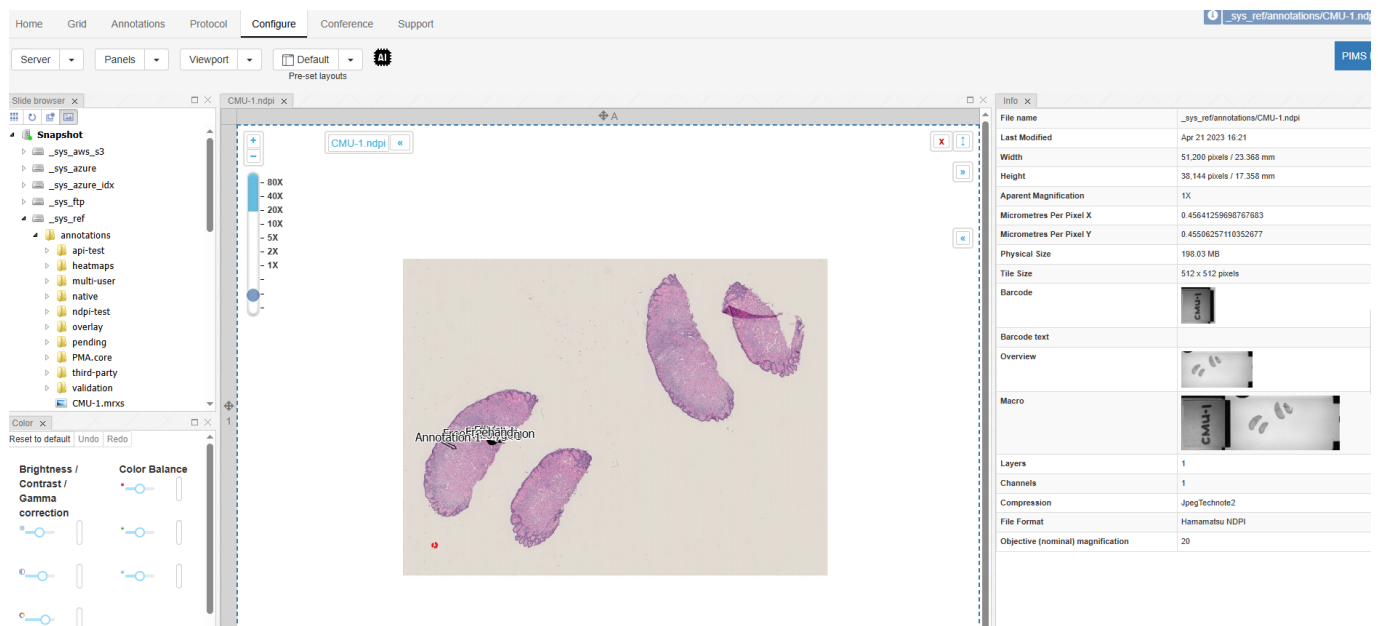 Home Grid Annotations Protocol Configure Conference Support
_sys_ref/annotations/CMU-1.ndp
Server Panels Viewport Default AI
Pre-set layouts
PIMS
Slide browser x
CMU-1.ndpi x
Info x
Snapshot
_sys_aws_s3
_sys_azure
_sys_azure_idx
_sys_ftp
_sys_ref
annotations
api-test
heatmaps
multi-user
native
ndpi-test
overlay
pending
PMA.core
third-party
validation
CMU-1.mrxs
Color x
Reset to default Undo Redo
Brightness / Contrast / Gamma correction
Color Balance
A
1
+
−
CMU-1.ndpi «
x
»
«
80X
40X
20X
10X
5X
2X
1X
Annotation
Freehand
File name _sys_ref/annotations/CMU-1.ndpi
Last Modified Apr 21 2023 16:21
Width 51,200 pixels / 23.368 mm
Height 38,144 pixels / 17.358 mm
Aparent Magnification 1X
Micrometres Per Pixel X 0.45641259698767683
Micrometres Per Pixel Y 0.45506257110352677
Physical Size 198.03 MB
Tile Size 512 x 512 pixels
Barcode CMU-1
Barcode text
Overview
Macro CMU-1
Layers 1
Channels 1
Compression JpegTechnote2
File Format Hamamatsu NDPI
Objective (nominal) magnification 20